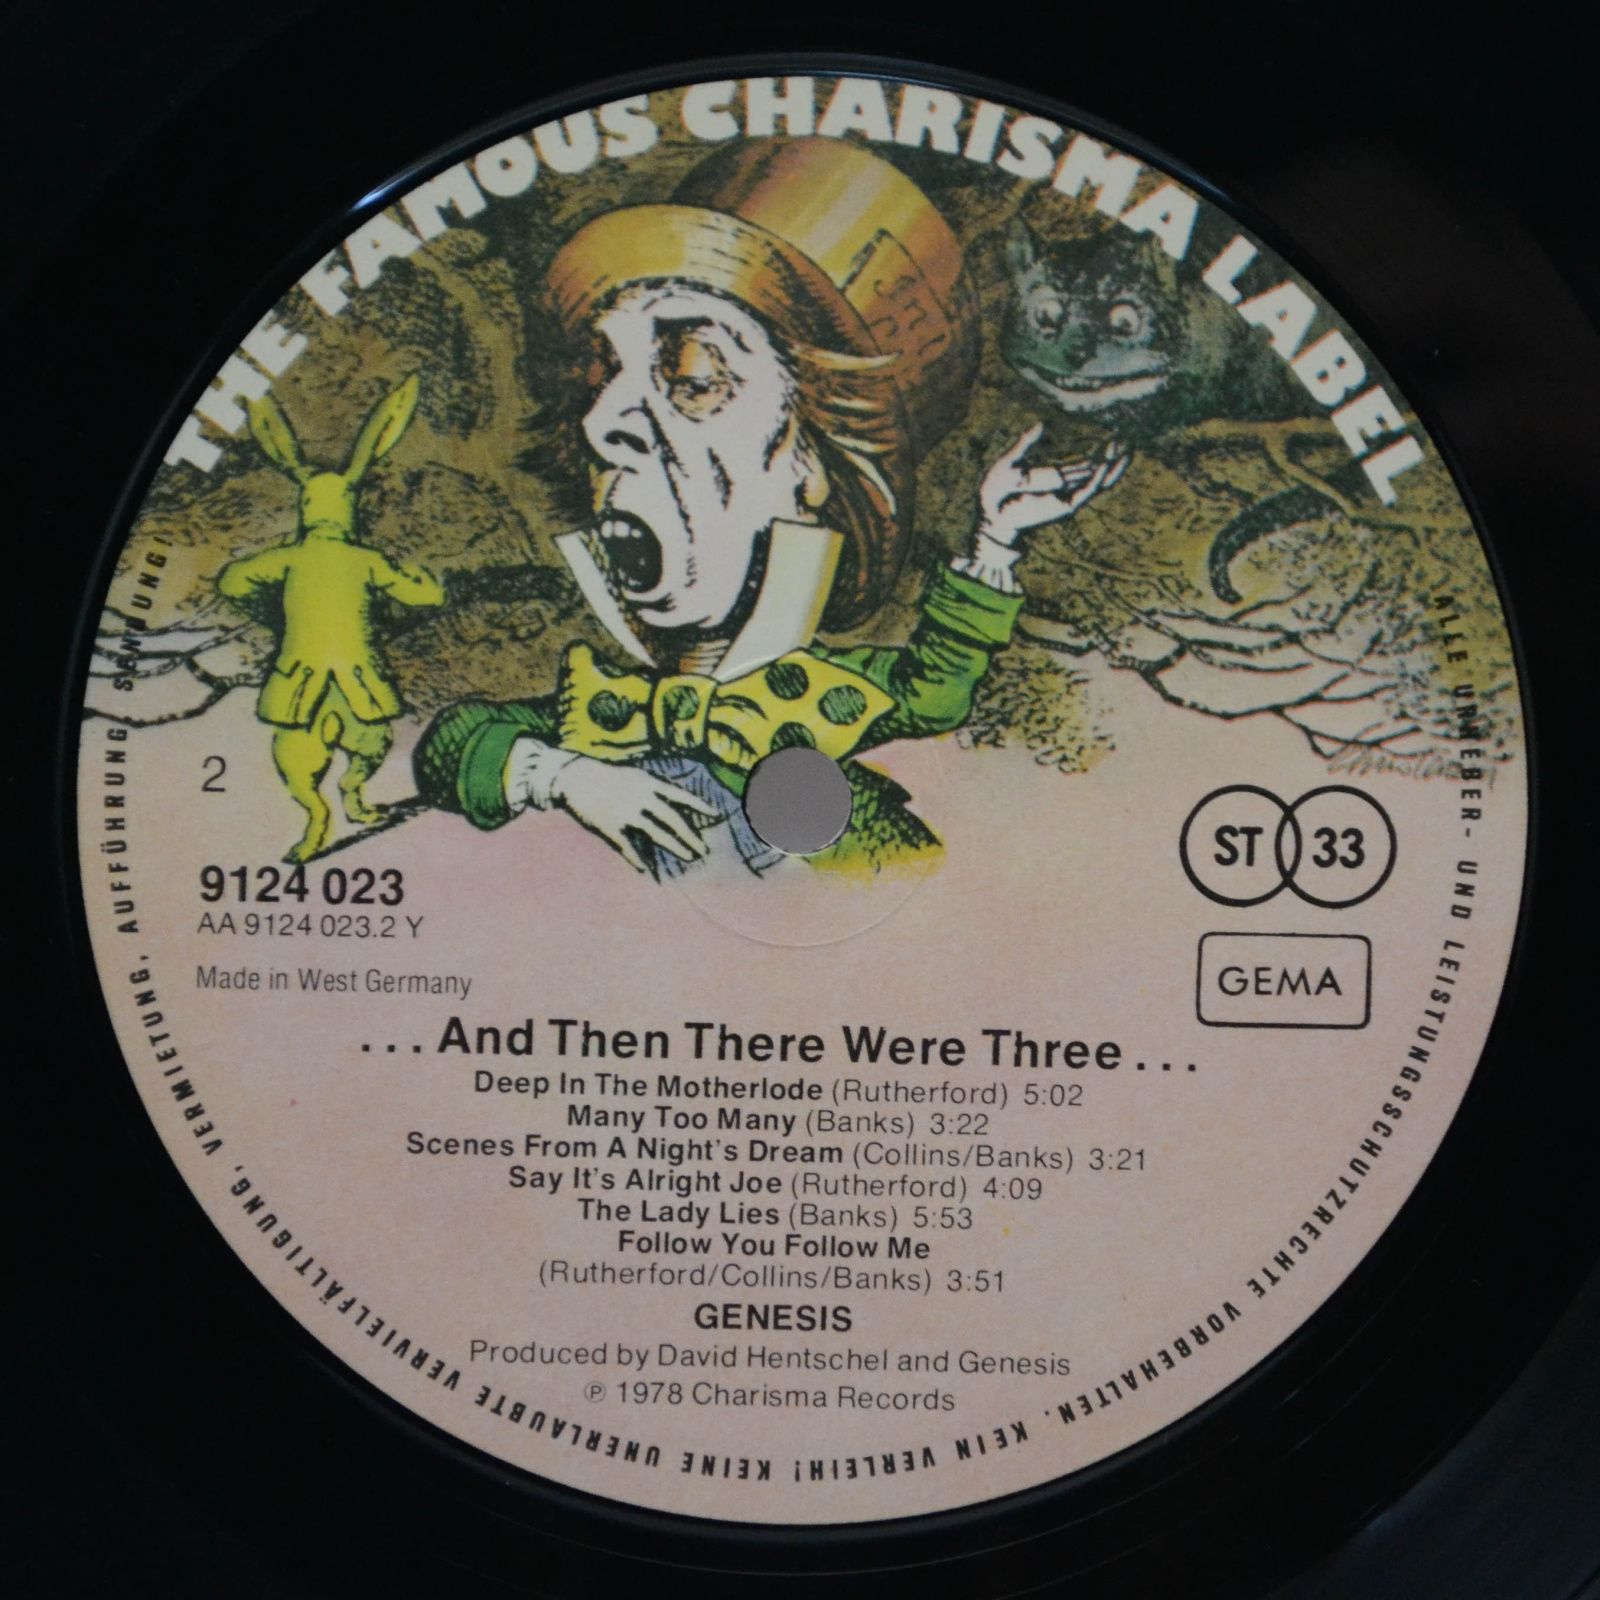 THE FAMOUS CHARISMA LABEL
2
9124 023
AA 9124 023.2 Y
Made in West Germany
ST 33
GEMA
...And Then There Were Three...
Deep In The Motherlode (Rutherford) 5:02
Many Too Many (Banks) 3:22
Scenes From A Night's Dream (Collins/Banks) 3:21
Say It's Alright Joe (Rutherford) 4:09
The Lady Lies (Banks) 5:53
Follow You Follow Me
(Rutherford/Collins/Banks) 3:51
GENESIS
Produced by David Hentschel and Genesis
℗ 1978 Charisma Records
ALLE URHEBER- UND LEISTUNGSSCHUTZRECHTE VORBEHALTEN. KEIN VERLEIH! KEINE UNERLAUBTE VERVIELFÄLTIGUNG, VERMIETUNG, AUFFÜHRUNG, SENDUNG!